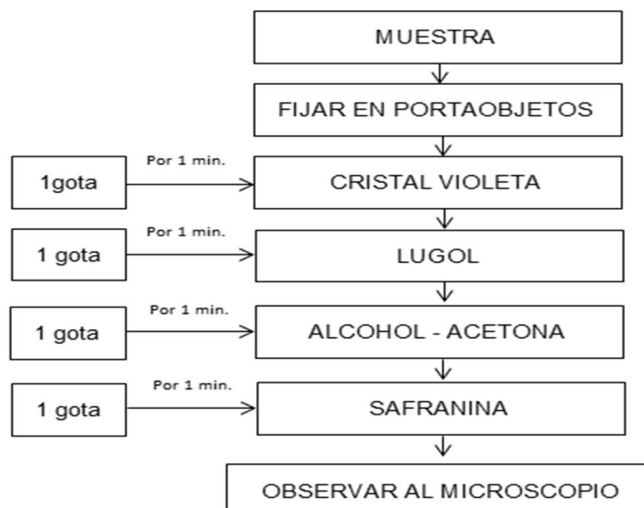 MUESTRA
FIJAR EN PORTAOBJETOS
Por 1 min.
1gota
CRISTAL VIOLETA
Por 1 min.
1 gota
LUGOL
Por 1 min.
1 gota
ALCOHOL - ACETONA
Por 1 min.
1 gota
SAFRANINA
OBSERVAR AL MICROSCOPIO